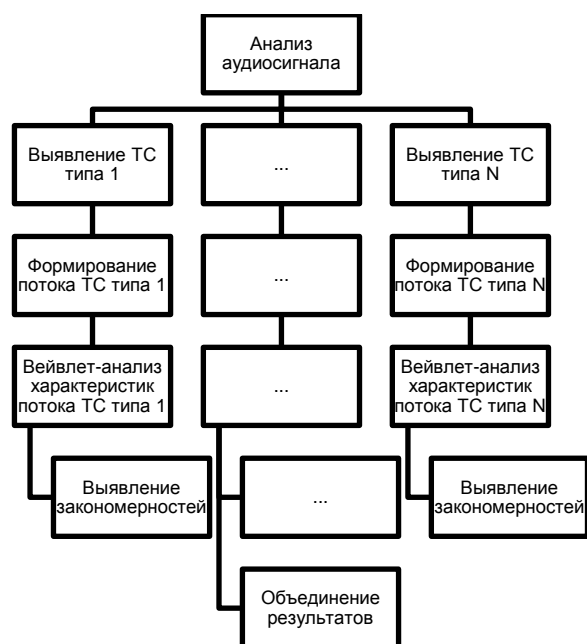 Анализ
аудиосигнала
Выявление ТС
типа 1
...
Выявление ТС
типа N
Формирование
потока ТС типа 1
...
Формирование
потока ТС типа N
Вейвлет-анализ
характеристик
потока ТС типа 1
...
Вейвлет-анализ
характеристик
потока ТС типа N
Выявление
закономерностей
...
Выявление
закономерностей
Объединение
результатов